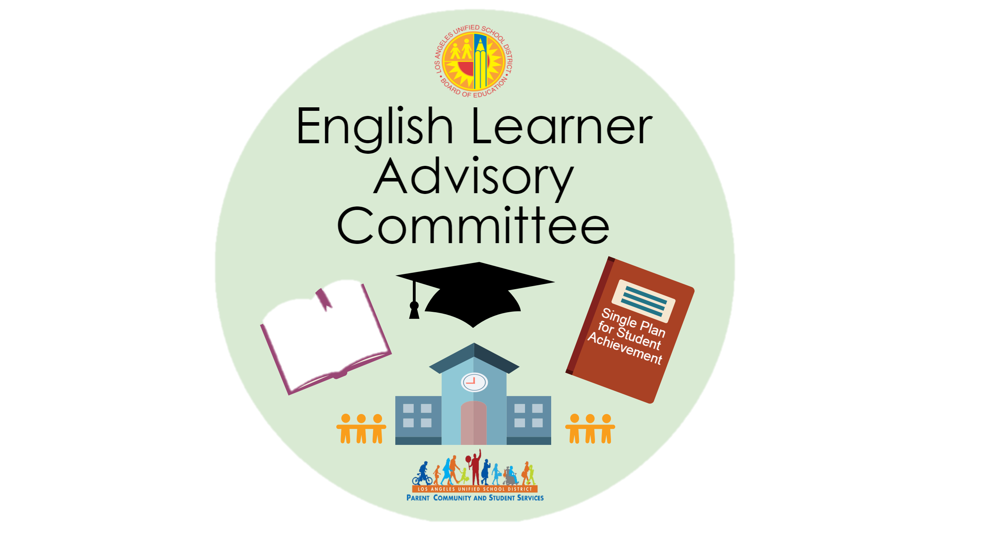 LOS ANGELES UNIFIED SCHOOL DISTRICT • BOARD OF EDUCATION •
English Learner
Advisory
Committee
Single Plan
for Student
Achievement
LOS ANGELES UNIFIED SCHOOL DISTRICT
PARENT COMMUNITY AND STUDENT SERVICES